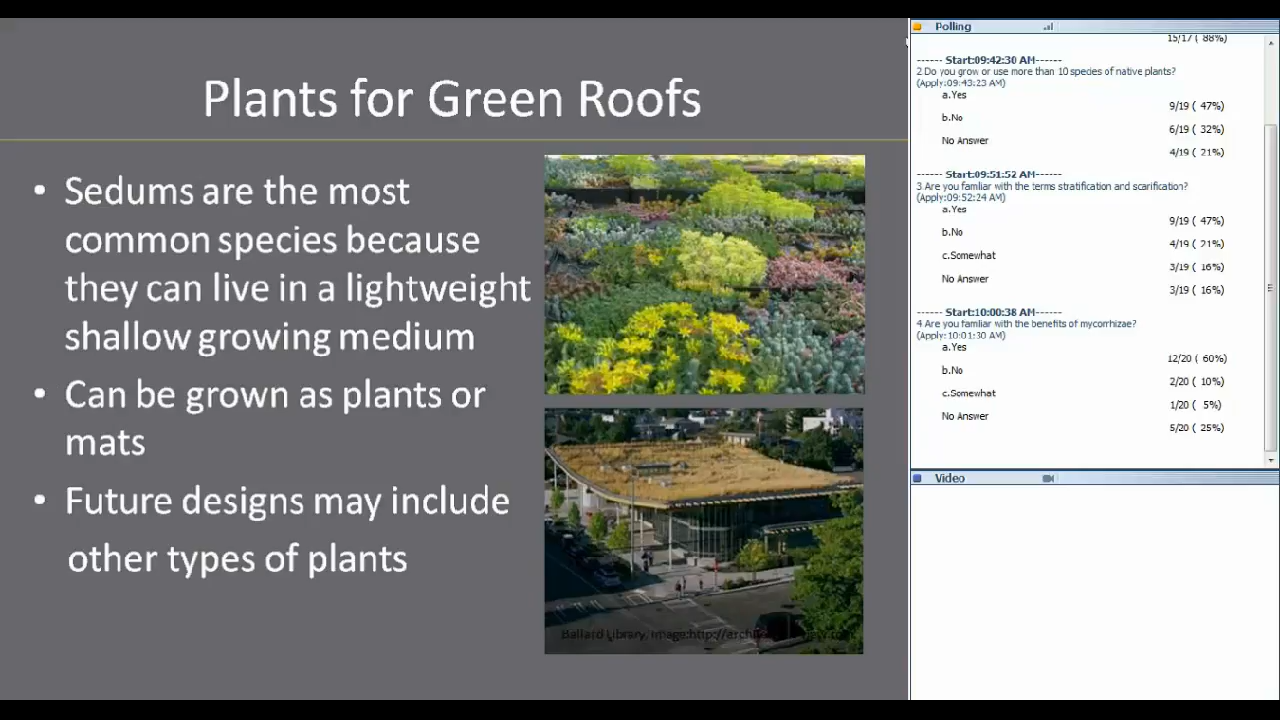 Plants for Green Roofs
• Sedums are the most
common species because
they can live in a lightweight
shallow growing medium
• Can be grown as plants or
mats
• Future designs may include
other types of plants
Ballard Library, image:http://archi
Polling
15/17 ( 88%)
------ Start:09:42:30 AM------
2.Do you grow or use more than 10 species of native plants?
(Apply:09:43:23 AM)
a.Yes
9/19 ( 47%)
b.No
6/19 ( 32%)
No Answer
4/19 ( 21%)
------ Start:09:51:52 AM------
3.Are you familiar with the terms stratification and scarification?
(Apply:09:52:24 AM)
a.Yes
9/19 ( 47%)
b.No
4/19 ( 21%)
c.Somewhat
3/19 ( 16%)
No Answer
3/19 ( 16%)
------ Start:10:00:38 AM------
4.Are you familiar with the benefits of mycorrhizae?
(Apply:10:01:30 AM)
a.Yes
12/20 ( 60%)
b.No
2/20 ( 10%)
c.Somewhat
1/20 ( 5%)
No Answer
5/20 ( 25%)
Video